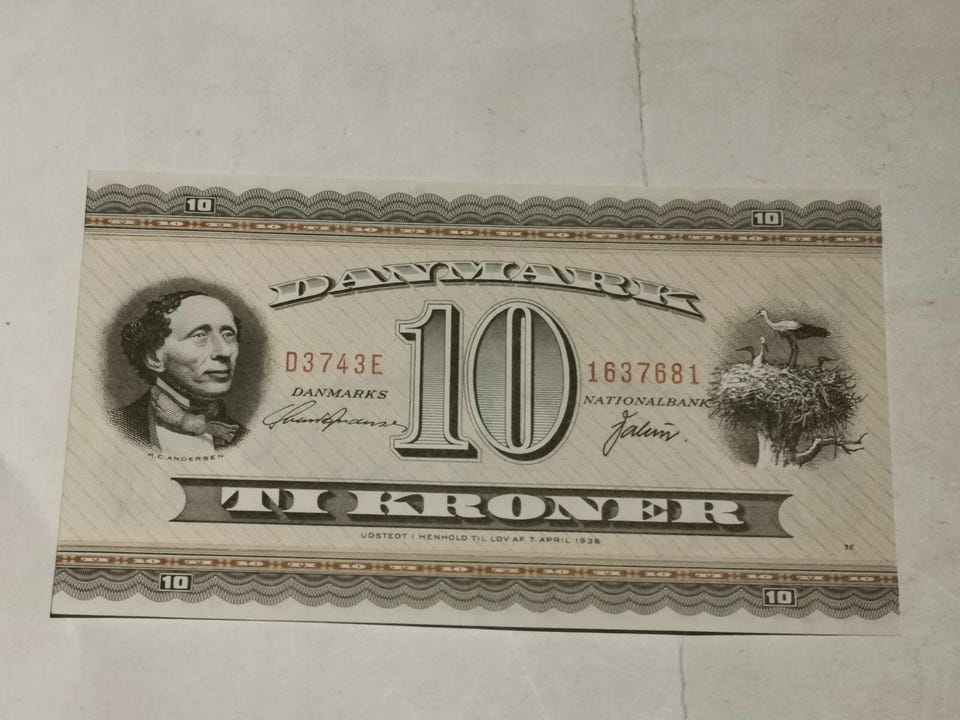 10 10
DANMARK
10
D3743E 1637681
DANMARKS NATIONALBANK
H.C. ANDERSEN
TI KRONER
UDSTEDT I HENHOLD TIL LOV AF 7. APRIL 1936
3E
10 10